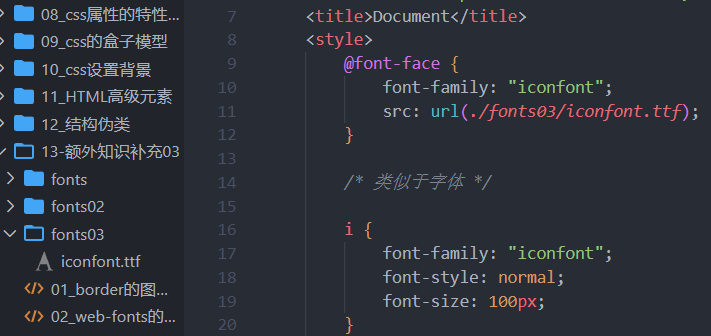 08_css属性的特性...
09_css的盒子模型
10_css设置背景
11_HTML高级元素
12_结构伪类
13-额外知识补充03
fonts
fonts02
fonts03
iconfont.ttf
01_border的图...
02_web-fonts的...
7 <title>Document</title>
8 <style>
9 @font-face {
10 font-family: "iconfont";
11 src: url(./fonts03/iconfont.ttf);
12 }
13
14 /* 类似于字体 */
15
16 i {
17 font-family: "iconfont";
18 font-style: normal;
19 font-size: 100px;
20 }